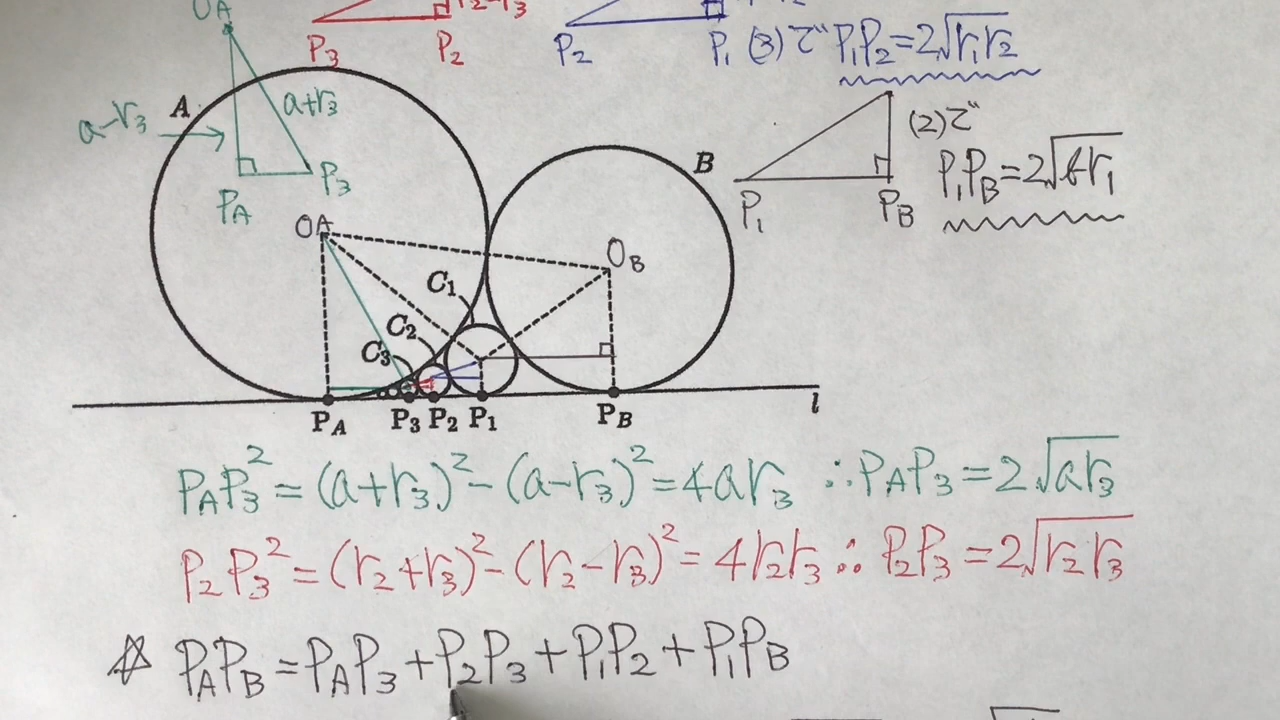 OA
r₂-r₃
P₃ P₂
P₂ P₁
(3)で P₁P₂=2√r₁r₂
A
a-r₃
a+r₃
PA P₃
B
(2)で
P₁PB=2√br₁
P₁ PB
OA
OB
C₁
C₂
C₃
PA P₃ P₂ P₁ PB l
PAP₃²=(a+r₃)²-(a-r₃)²=4ar₃ ∴PAP₃=2√ar₃
P₂P₃²=(r₂+r₃)²-(r₂-r₃)²=4r₂r₃∴P₂P₃=2√r₂r₃
☆ PAPB=PAP₃+P₂P₃+P₁P₂+P₁PB